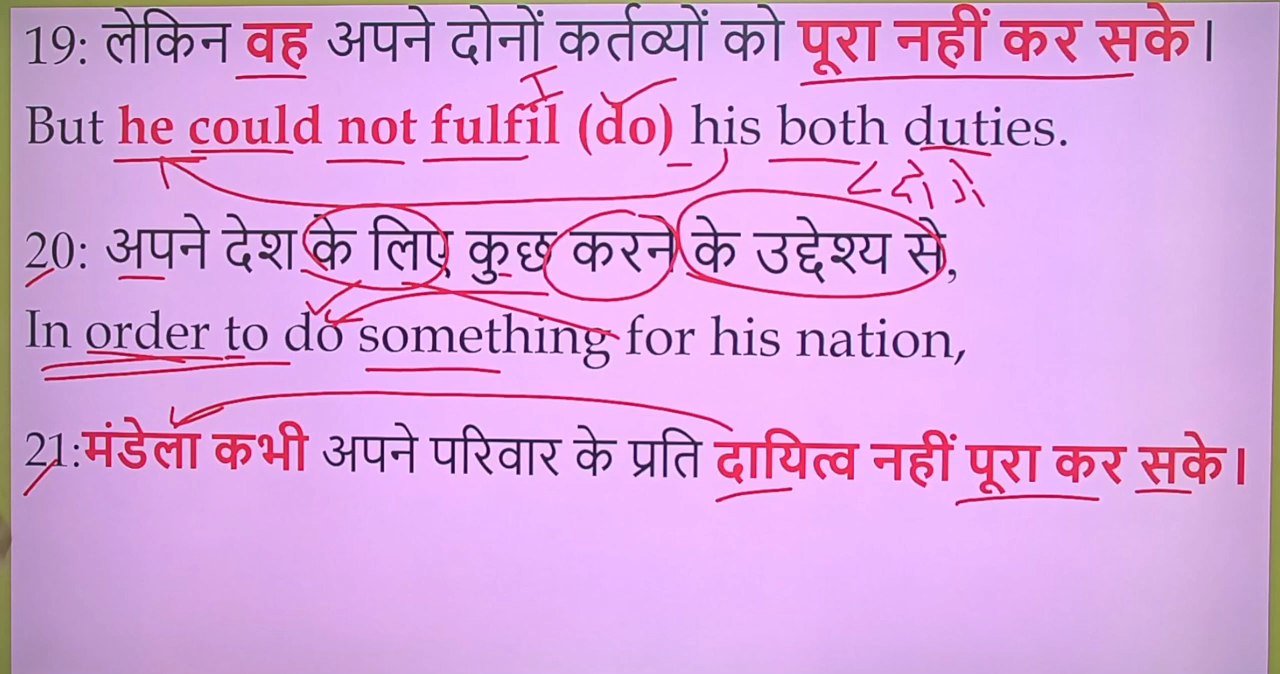 19: लेकिन वह अपने दोनों कर्तव्यों को पूरा नहीं कर सके।
But he could not fulfil (do) his both duties.
20: अपने देश के लिए कुछ करने के उद्देश्य से,
In order to do something for his nation,
21:मंडेला कभी अपने परिवार के प्रति दायित्व नहीं पूरा कर सके।